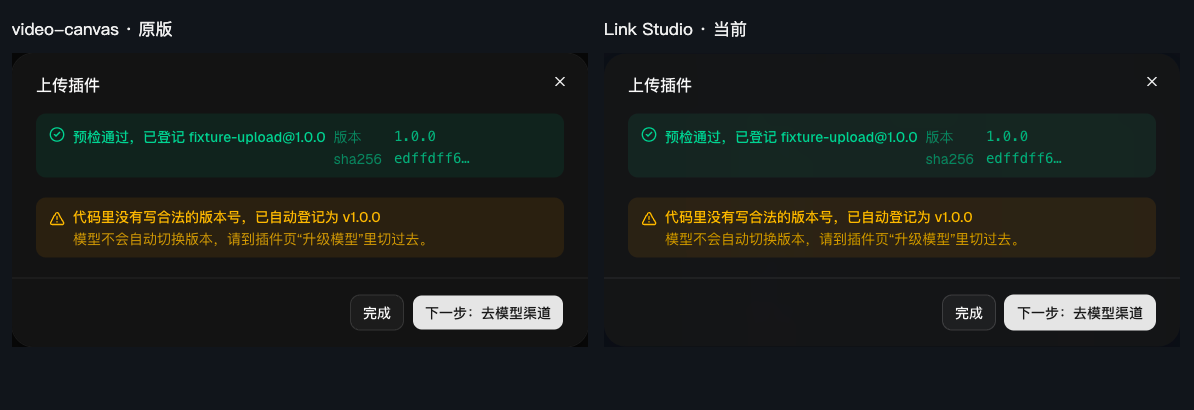 video-canvas · 原版
上传插件
预检通过，已登记 fixture-upload@1.0.0 版本 1.0.0
sha256 edffdff6…
代码里没有写合法的版本号，已自动登记为 v1.0.0
模型不会自动切换版本，请到插件页“升级模型”里切过去。
完成 下一步：去模型渠道
Link Studio · 当前
上传插件
预检通过，已登记 fixture-upload@1.0.0 版本 1.0.0
sha256 edffdff6…
代码里没有写合法的版本号，已自动登记为 v1.0.0
模型不会自动切换版本，请到插件页“升级模型”里切过去。
完成 下一步：去模型渠道